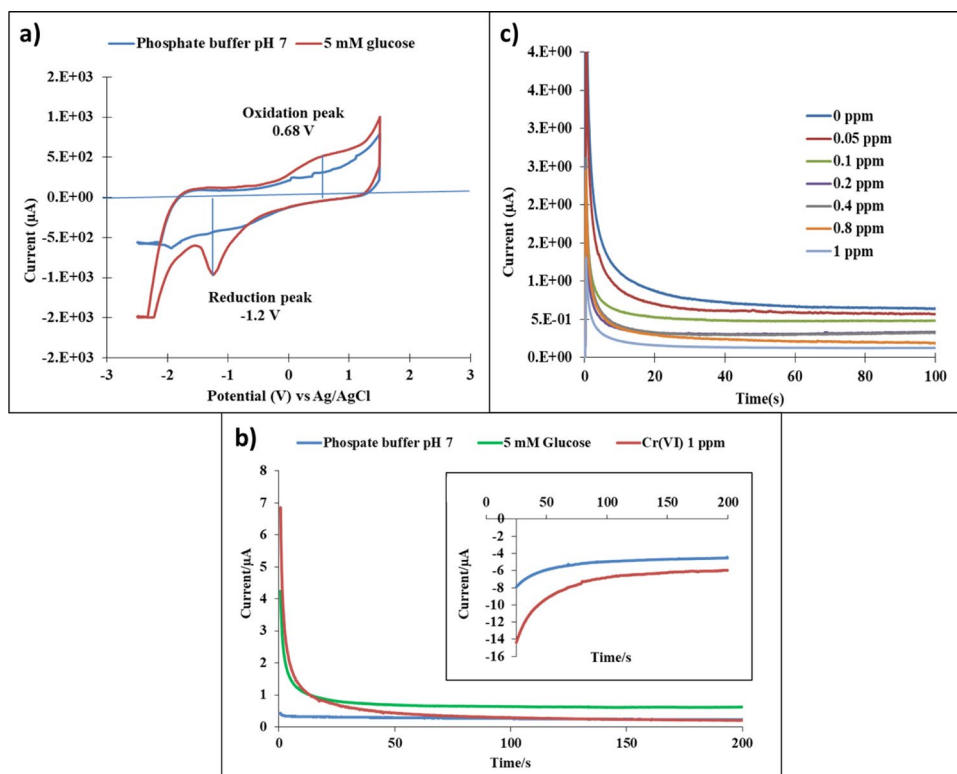 a)
Phosphate buffer pH 7 5 mM glucose
2.E+03
2.E+03
1.E+03
5.E+02
0.E+00
-5.E+02
-1.E+03
-2.E+03
-2.E+03
Current (µA)
Oxidation peak
0.68 V
Reduction peak
-1.2 V
-3 -2 -1 0 1 2 3
Potential (V) vs Ag/AgCl
c)
4.E+00
3.E+00
3.E+00
2.E+00
2.E+00
1.E+00
5.E-01
0.E+00
Current (µA)
0 ppm
0.05 ppm
0.1 ppm
0.2 ppm
0.4 ppm
0.8 ppm
1 ppm
0 20 40 60 80 100
Time(s)
b)
Phospate buffer pH 7 5 mM Glucose Cr(VI) 1 ppm
8
7
6
5
4
3
2
1
0
Current/µA
0 50 100 150 200
Time/s
0 50 100 150 200
0
-2
-4
-6
-8
-10
-12
-14
-16
Current/µA
Time/s